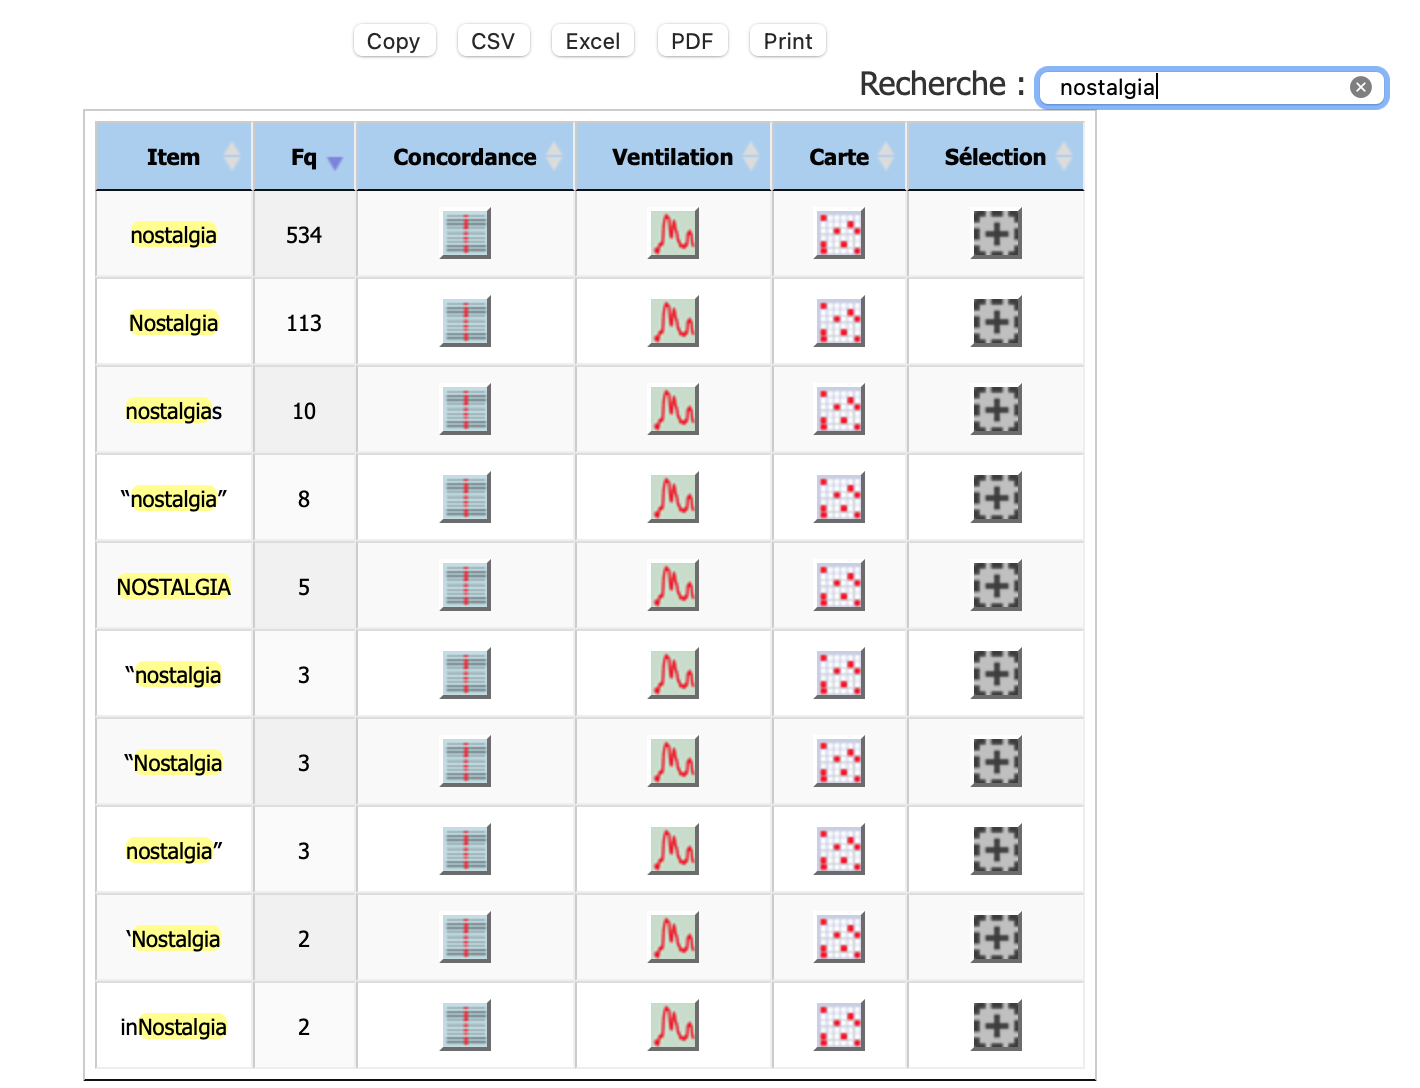 Copy CSV Excel PDF Print
Recherche : nostalgia
Item Fq Concordance Ventilation Carte Sélection
nostalgia 534
Nostalgia 113
nostalgias 10
“nostalgia” 8
NOSTALGIA 5
“nostalgia 3
“Nostalgia 3
nostalgia” 3
‘Nostalgia 2
inNostalgia 2